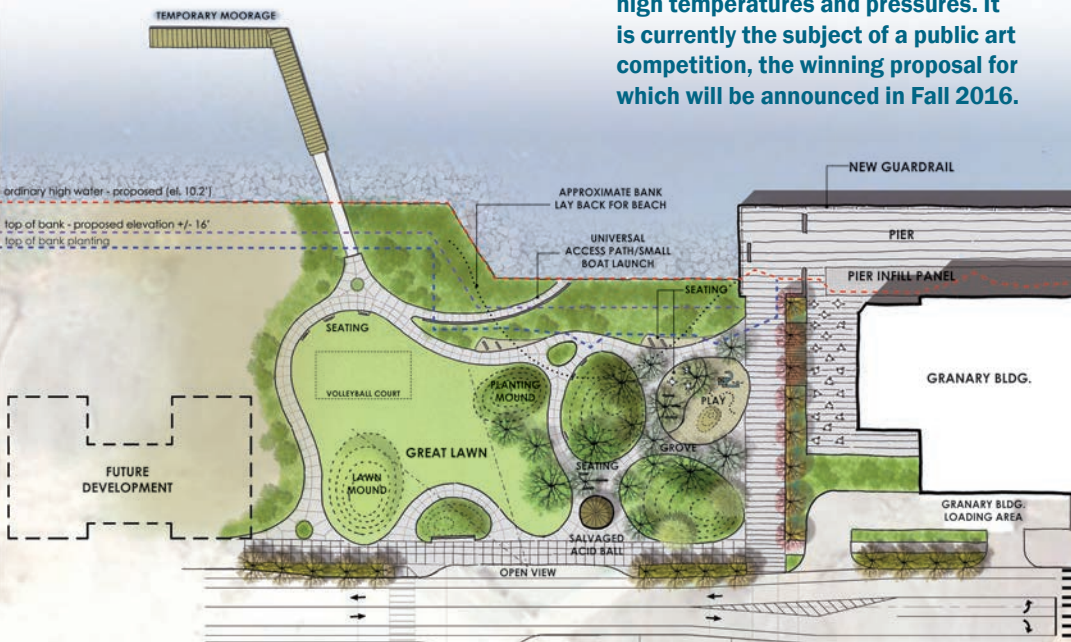 high temperatures and pressures. It
is currently the subject of a public art
competition, the winning proposal for
which will be announced in Fall 2016.
TEMPORARY MOORAGE
NEW GUARDRAIL
ordinary high water - proposed (el. 10.2')
APPROXIMATE BANK
LAY BACK FOR BEACH
top of bank - proposed elevation +/- 16'
top of bank planting
UNIVERSAL
ACCESS PATH/SMALL
BOAT LAUNCH
PIER
PIER INFILL PANEL
SEATING
SEATING
VOLLEYBALL COURT
PLANTING
MOUND
PLAY
GRANARY BLDG.
GREAT LAWN
GROVE
FUTURE
DEVELOPMENT
LAWN
MOUND
SEATING
GRANARY BLDG.
LOADING AREA
SALVAGED
ACID BALL
OPEN VIEW